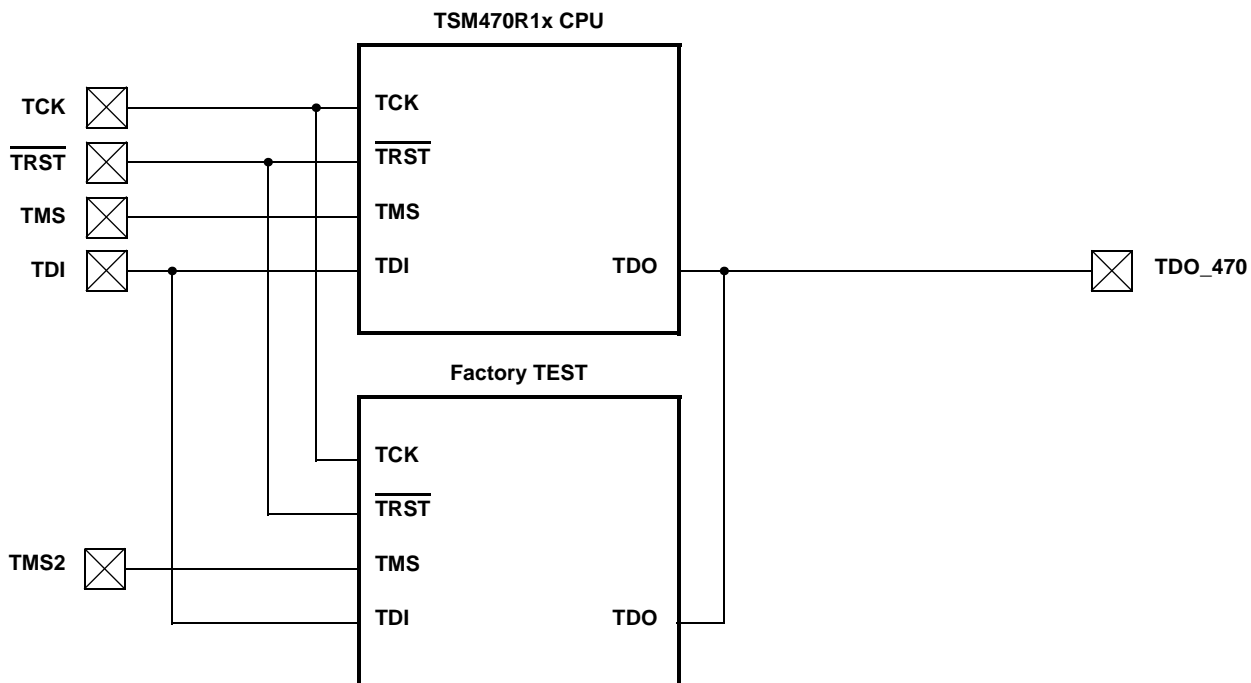 TSM470R1x CPU
TCK
TRST
TMS
TDI
TCK
TRST
TMS
TDI
TDO
TDO_470
Factory TEST
TMS2
TCK
TRST
TMS
TDI
TDO